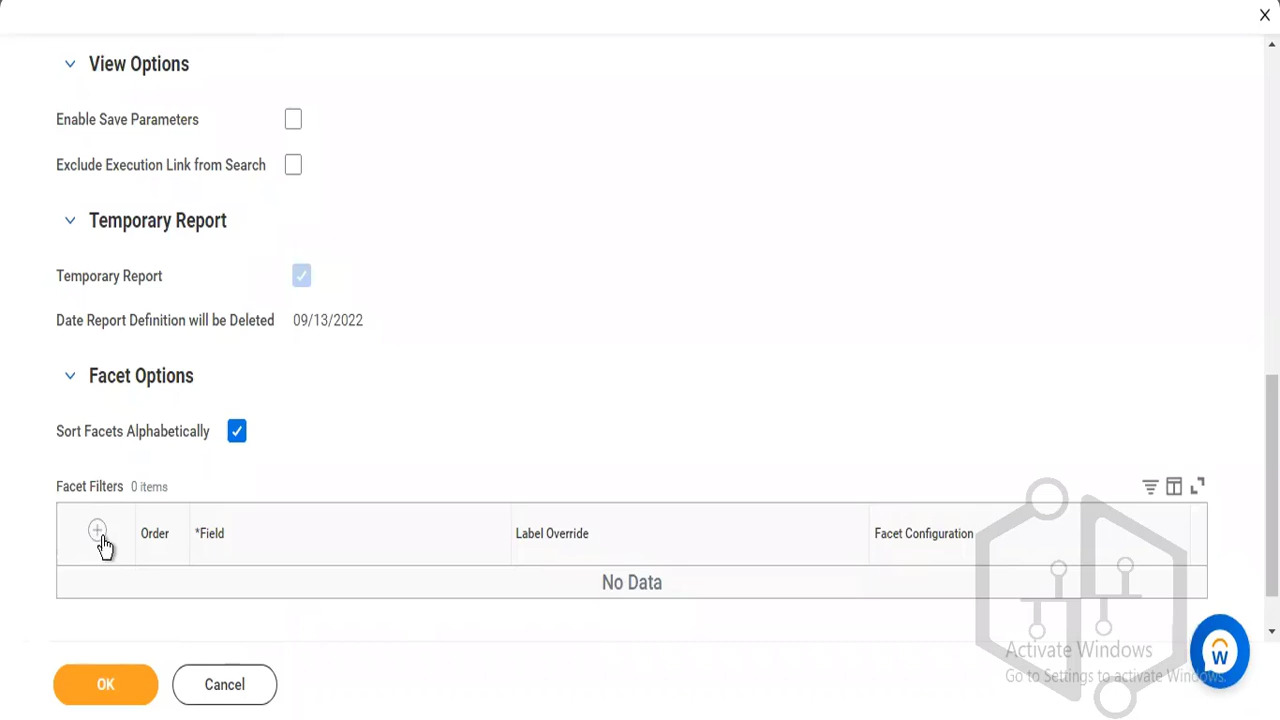 X
View Options
Enable Save Parameters
Exclude Execution Link from Search
Temporary Report
Temporary Report
Date Report Definition will be Deleted 09/13/2022
Facet Options
Sort Facets Alphabetically
Facet Filters 0 items
Order *Field Label Override Facet Configuration
No Data
Activate Windows
Go to Settings to activate Windows.
W
OK Cancel